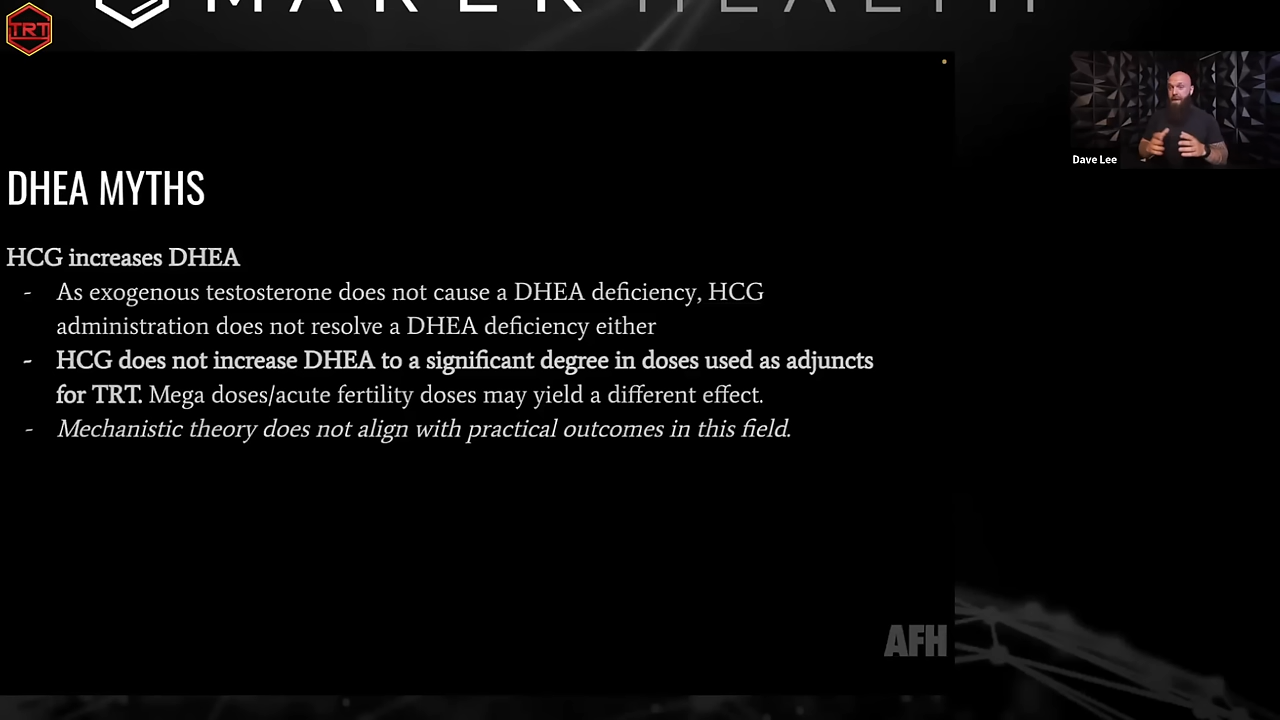 MAREK HEALTH
TRT
Dave Lee
DHEA MYTHS
HCG increases DHEA
- As exogenous testosterone does not cause a DHEA deficiency, HCG
administration does not resolve a DHEA deficiency either
- HCG does not increase DHEA to a significant degree in doses used as adjuncts
for TRT. Mega doses/acute fertility doses may yield a different effect.
- Mechanistic theory does not align with practical outcomes in this field.
AFH